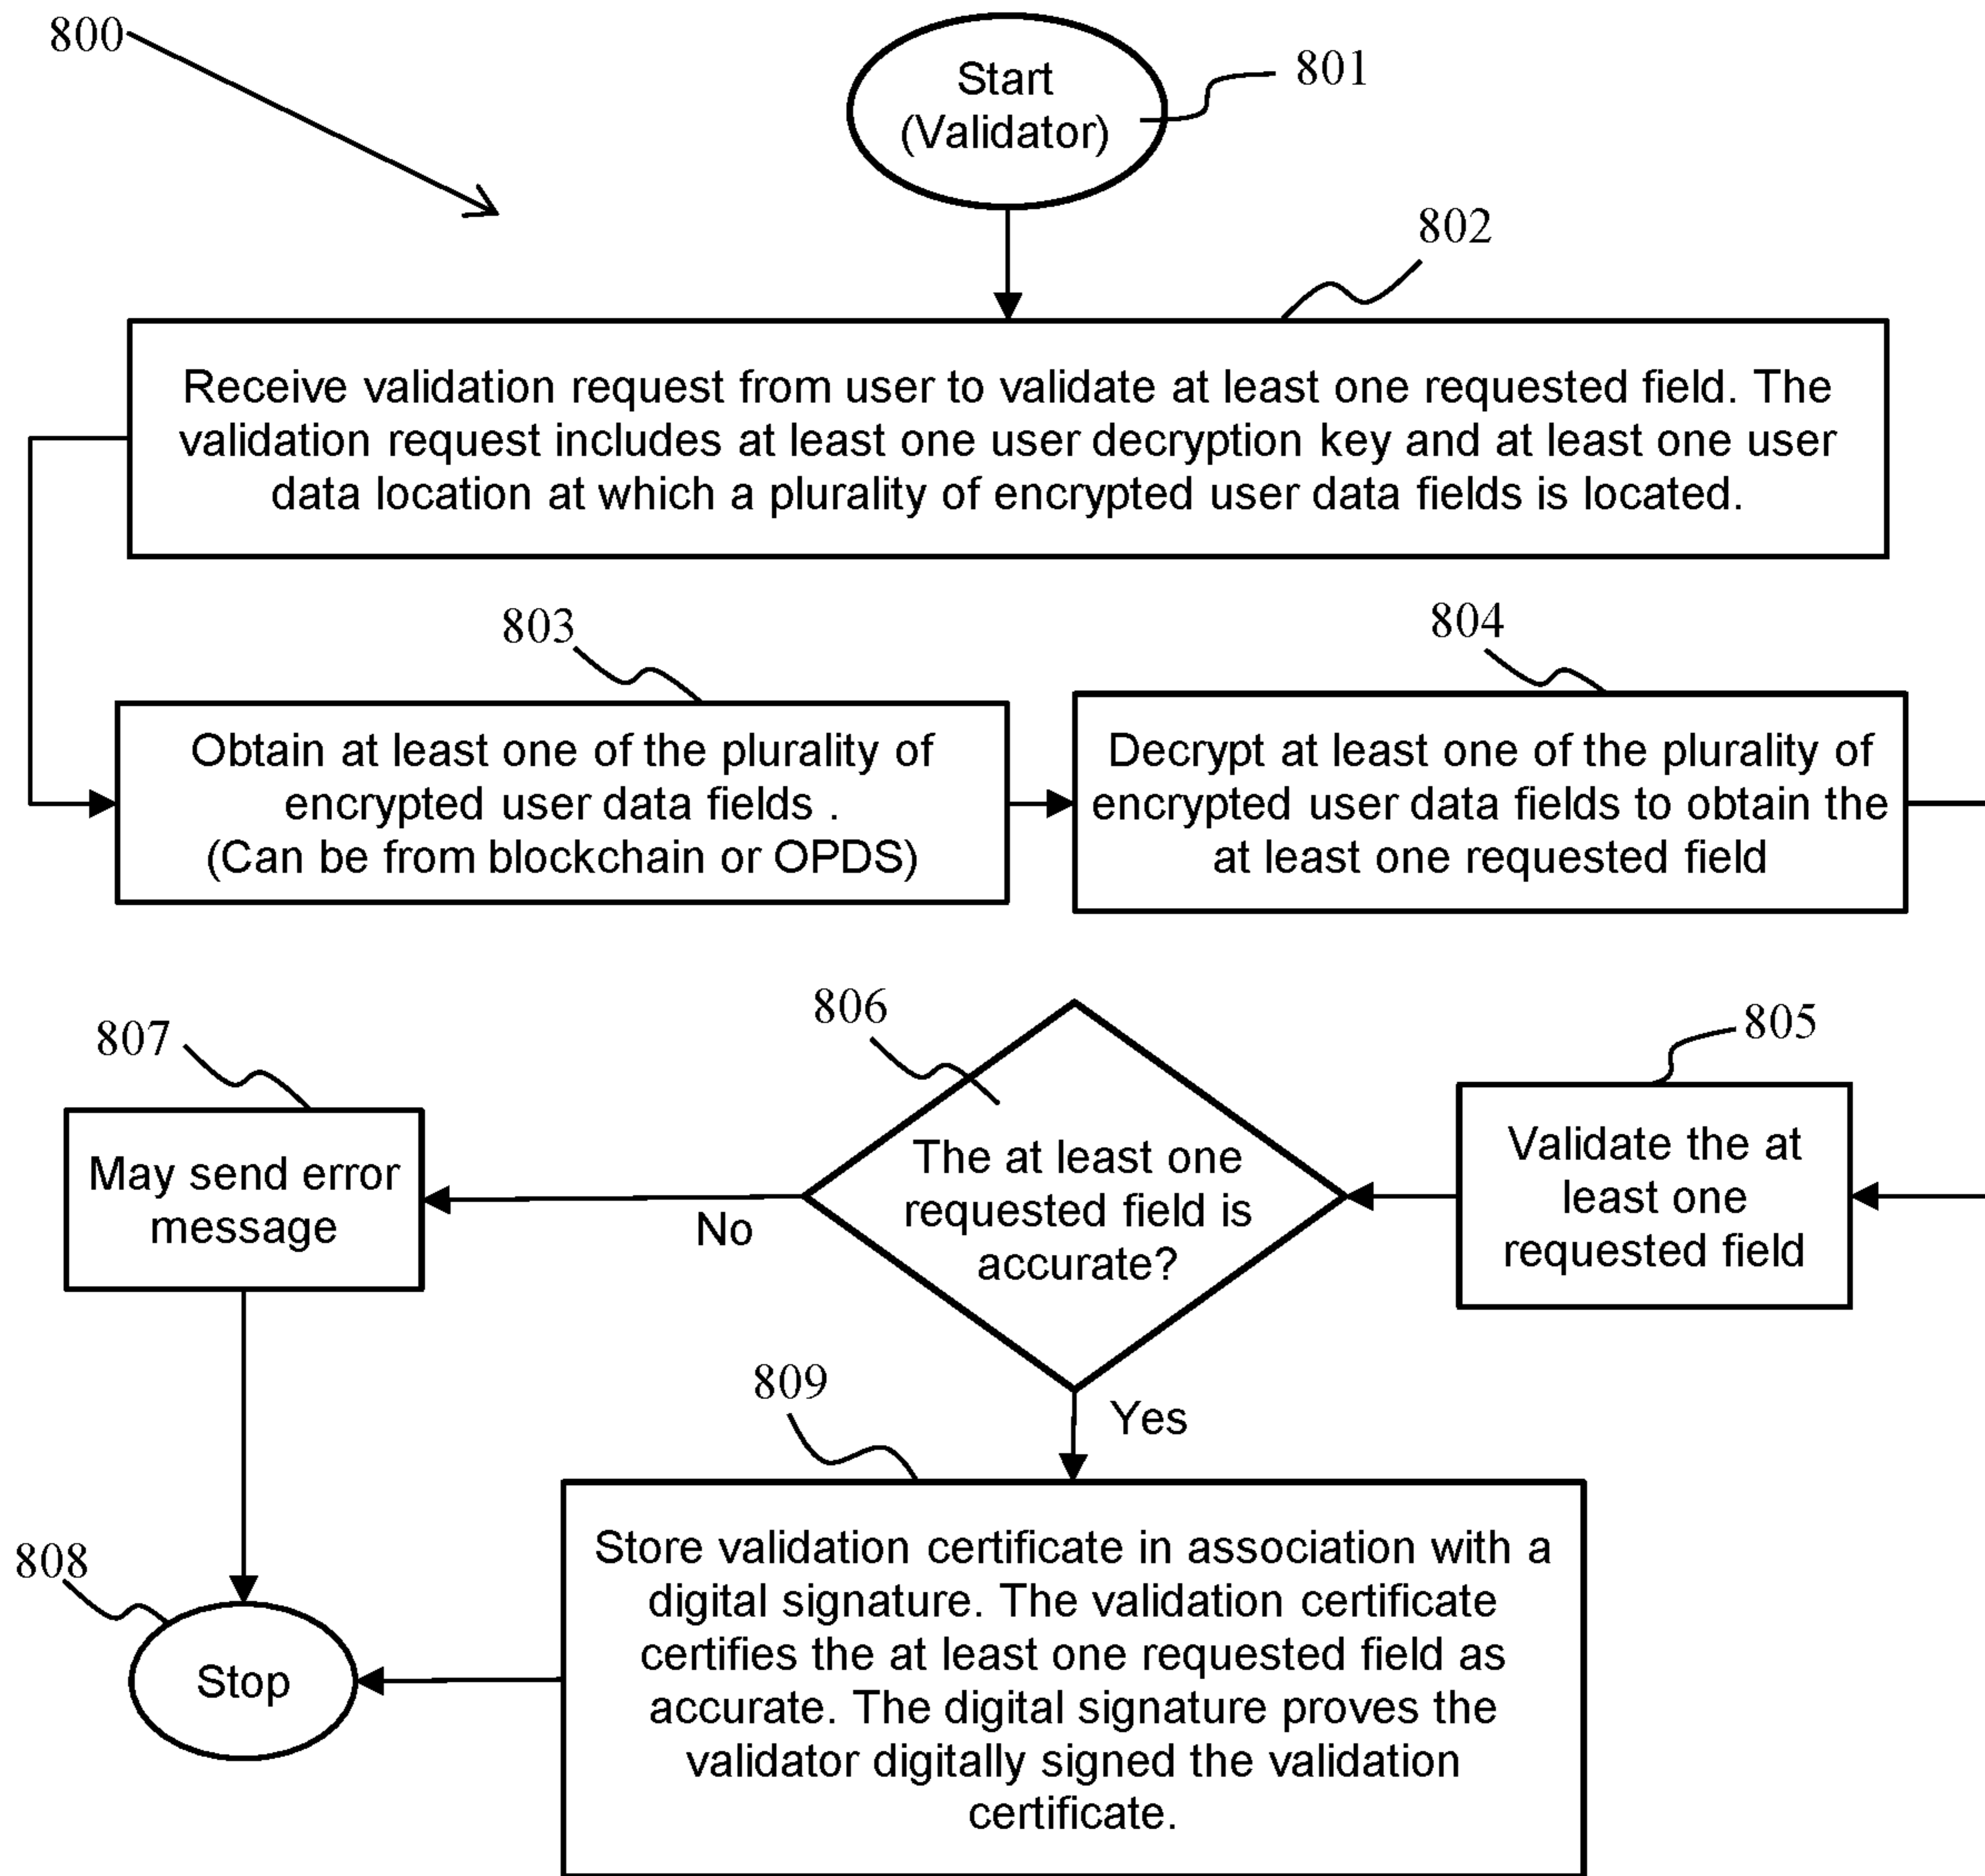 800
Start
(Validator)
801
802
Receive validation request from user to validate at least one requested field. The
validation request includes at least one user decryption key and at least one user
data location at which a plurality of encrypted user data fields is located.
803
Obtain at least one of the plurality of
encrypted user data fields .
(Can be from blockchain or OPDS)
804
Decrypt at least one of the plurality of
encrypted user data fields to obtain the
at least one requested field
805
Validate the at
least one
requested field
806
The at least one
requested field is
accurate?
No
807
May send error
message
Yes
809
Store validation certificate in association with a
digital signature. The validation certificate
certifies the at least one requested field as
accurate. The digital signature proves the
validator digitally signed the validation
certificate.
808
Stop